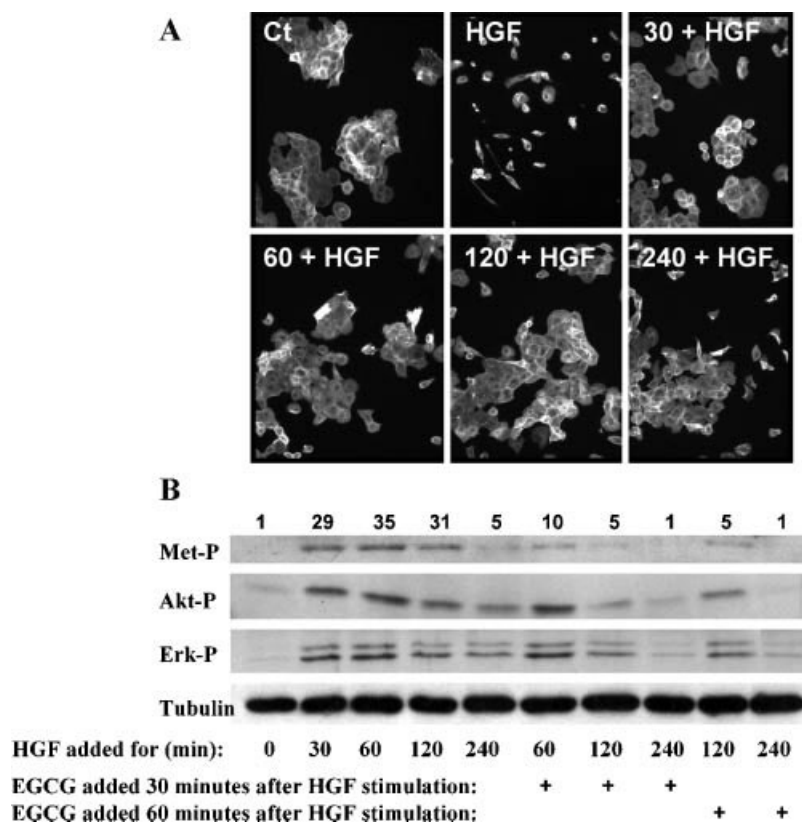 A
Ct HGF 30 + HGF
60 + HGF 120 + HGF 240 + HGF
B
1 29 35 31 5 10 5 1 5 1
Met-P
Akt-P
Erk-P
Tubulin
HGF added for (min): 0 30 60 120 240 60 120 240 120 240
EGCG added 30 minutes after HGF stimulation: + + +
EGCG added 60 minutes after HGF stimulation: + +